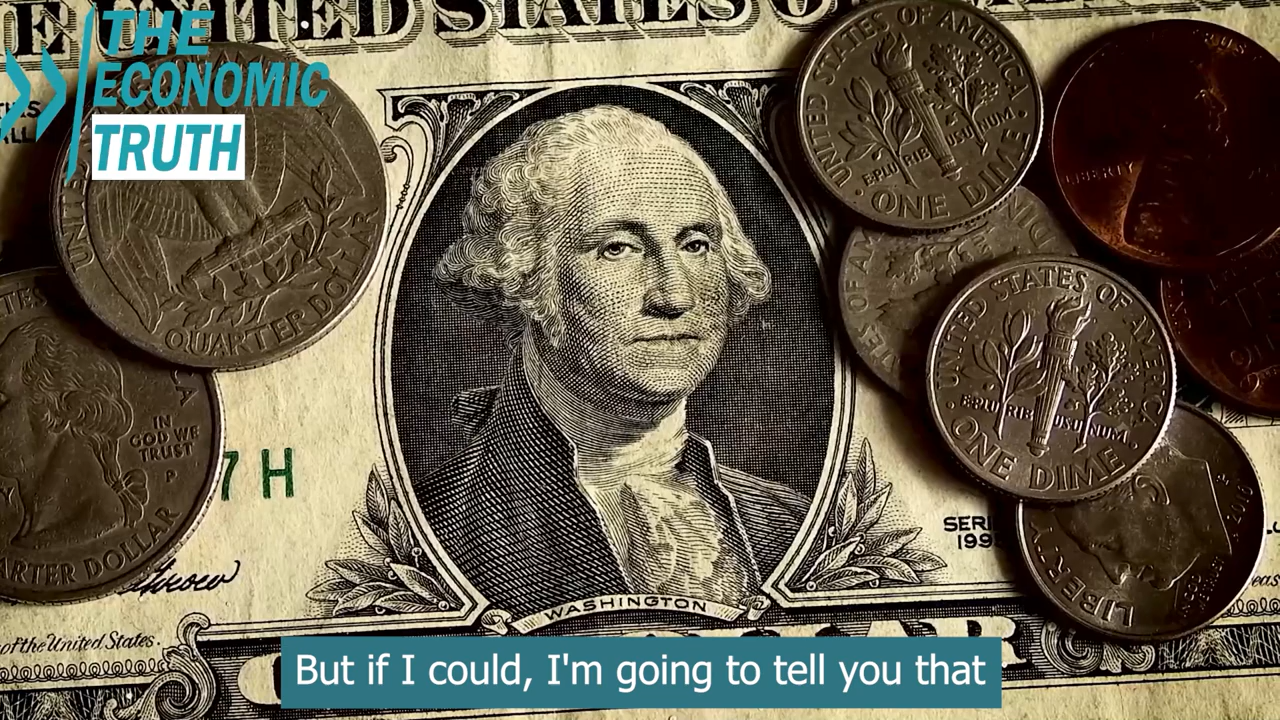 UNITED STATES O
THE
ECONOMIC
TRUTH
QUARTER DOLLAR
IN
GOD WE
TRUST
P
ARTER DOLLAR
7 H
of the United States.
WASHINGTON
UNITED STATES OF AMERICA
E PLURIBUS UNUM
ONE DIME
LIBERTY
UNITED STATES OF AMERICA
E PLURIBUS UNUM
ONE DIME
LIBERTY
2010
SERI
199
But if I could, I'm going to tell you that